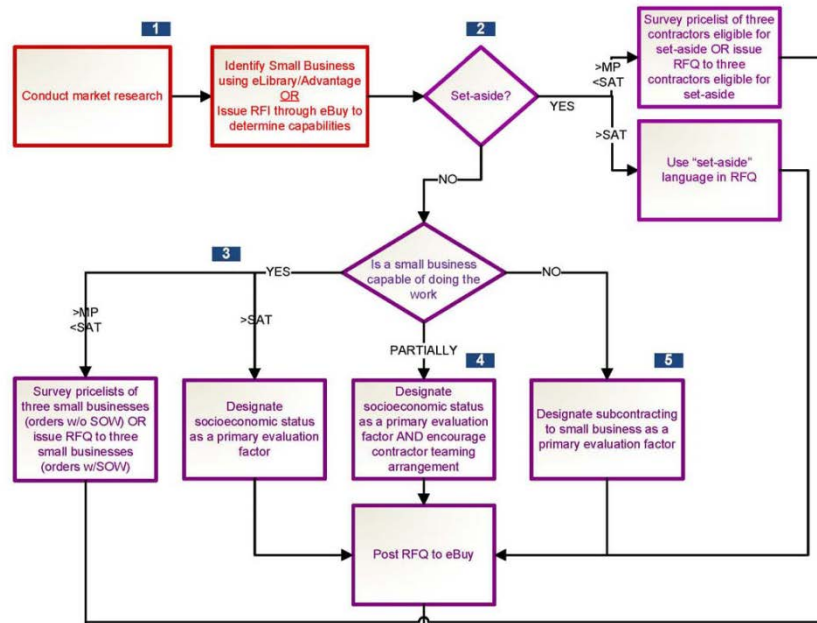 1
Conduct market research
Identify Small Business
using eLibrary/Advantage
OR
Issue RFI through eBuy to
determine capabilities
2
Set-aside?
YES
>MP
<SAT
Survey pricelist of three
contractors eligible for
set-aside OR issue
RFQ to three
contractors eligible for
set-aside
>SAT
Use “set-aside”
language in RFQ
NO
Is a small business
capable of doing the
work
3
YES
>MP
<SAT
Survey pricelists of
three small businesses
(orders w/o SOW) OR
issue RFQ to three
small businesses
(orders w/SOW)
>SAT
Designate
socioeconomic status
as a primary evaluation
factor
PARTIALLY
4
Designate
socioeconomic status
as a primary evaluation
factor AND encourage
contractor teaming
arrangement
NO
5
Designate subcontracting
to small business as a
primary evaluation factor
Post RFQ to eBuy